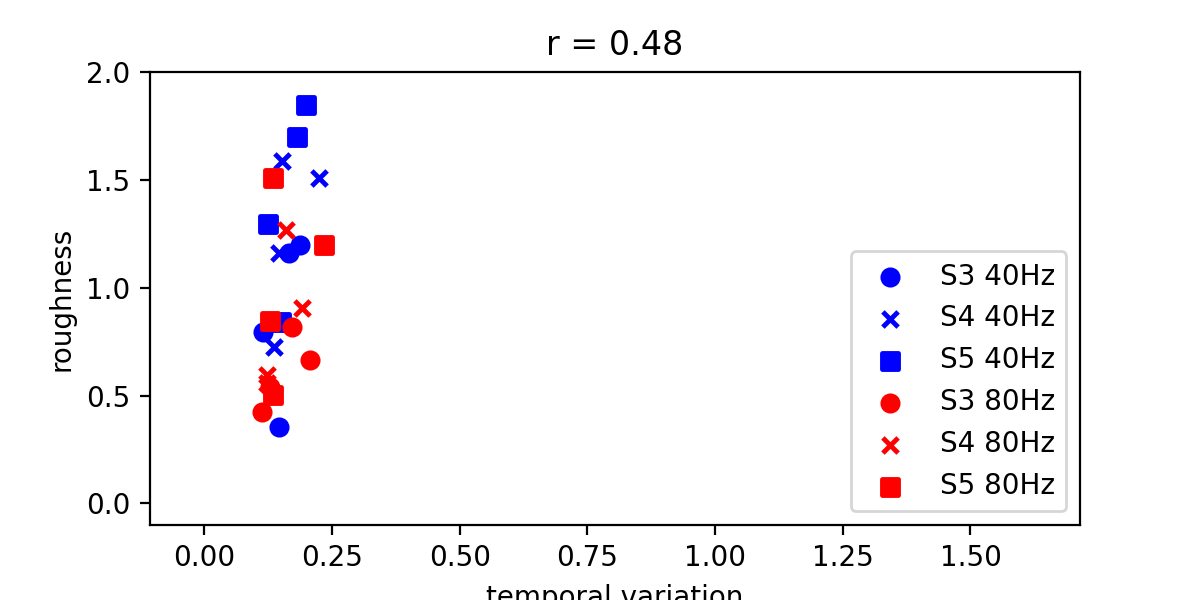 r = 0.48
roughness
2.0
1.5
1.0
0.5
0.0
S3 40Hz
S4 40Hz
S5 40Hz
S3 80Hz
S4 80Hz
S5 80Hz
0.00 0.25 0.50 0.75 1.00 1.25 1.50
temporal variation